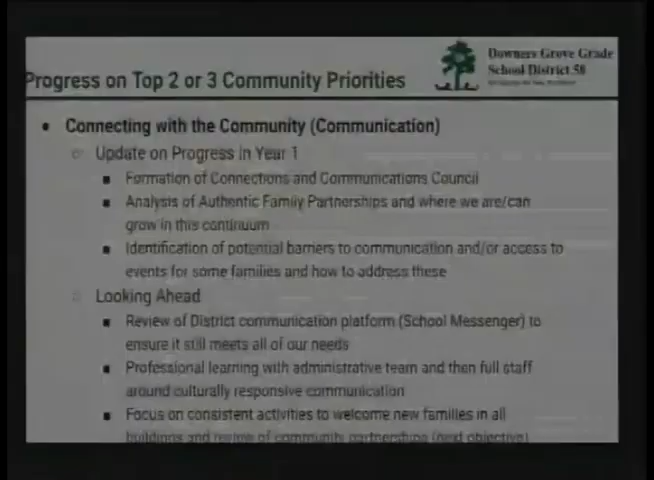 Downers Grove Grade
School District 58
Progress on Top 2 or 3 Community Priorities
• Connecting with the Community (Communication)
○ Update on Progress in Year 1
■ Formation of Connections and Communications Council
■ Analysis of Authentic Family Partnerships and where we are/can
grow in this continuum
■ Identification of potential barriers to communication and/or access to
events for some families and how to address these
○ Looking Ahead
■ Review of District communication platform (School Messenger) to
ensure it still meets all of our needs
■ Professional learning with administrative team and then full staff
around culturally responsive communication
■ Focus on consistent activities to welcome new families in all
buildings and review of community partnerships (next objective)